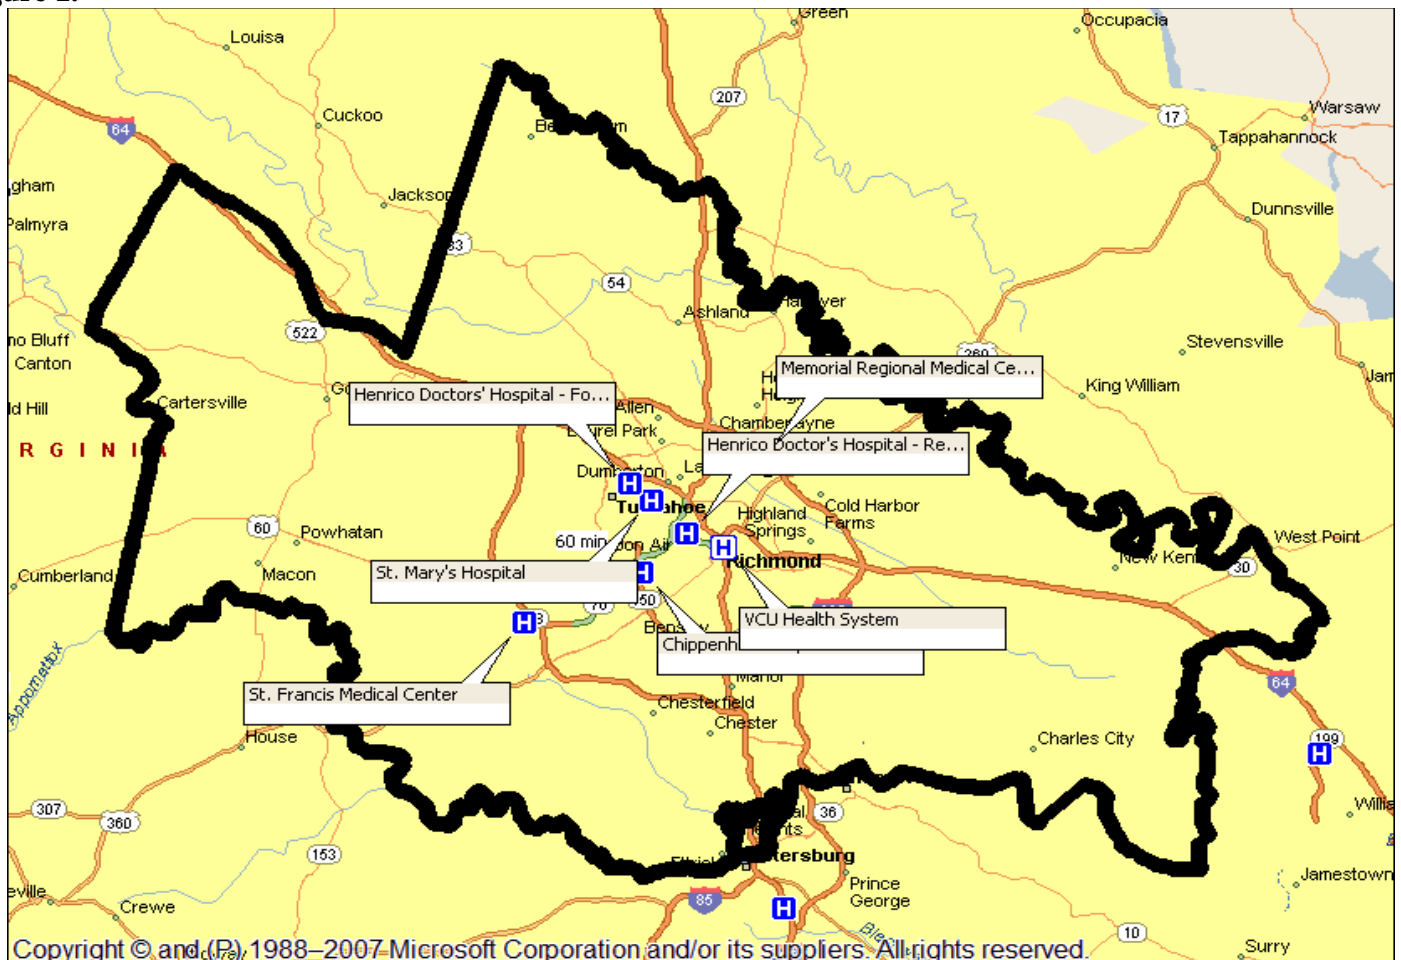 Louisa
Green
Occupacia
207
17
Warsaw
Cuckoo
64
Tappahannock
Jackson
Palmyra
Dunnsville
54
Ashland
522
Stevensville
Canton
Memorial Regional Medical Ce...
King William
Henrico Doctors' Hospital - Fo...
Cartersville
Allen
Laurel Park
Chamberlayne
Henrico Doctor's Hospital - Re...
H
H
Cold Harbor
Farms
Highland
Springs
60
Powhatan
H
60 min
H
Richmond
West Point
30
Cumberland
Macon
St. Mary's Hospital
H
VCU Health System
H
Appomattox
St. Francis Medical Center
64
Chesterfield
Chester
House
Charles City
199
H
307
360
36
153
Prince
George
Jamestown
85
H
Crewe
10
Surry
Copyright © and (P) 1988–2007 Microsoft Corporation and/or its suppliers. All rights reserved.